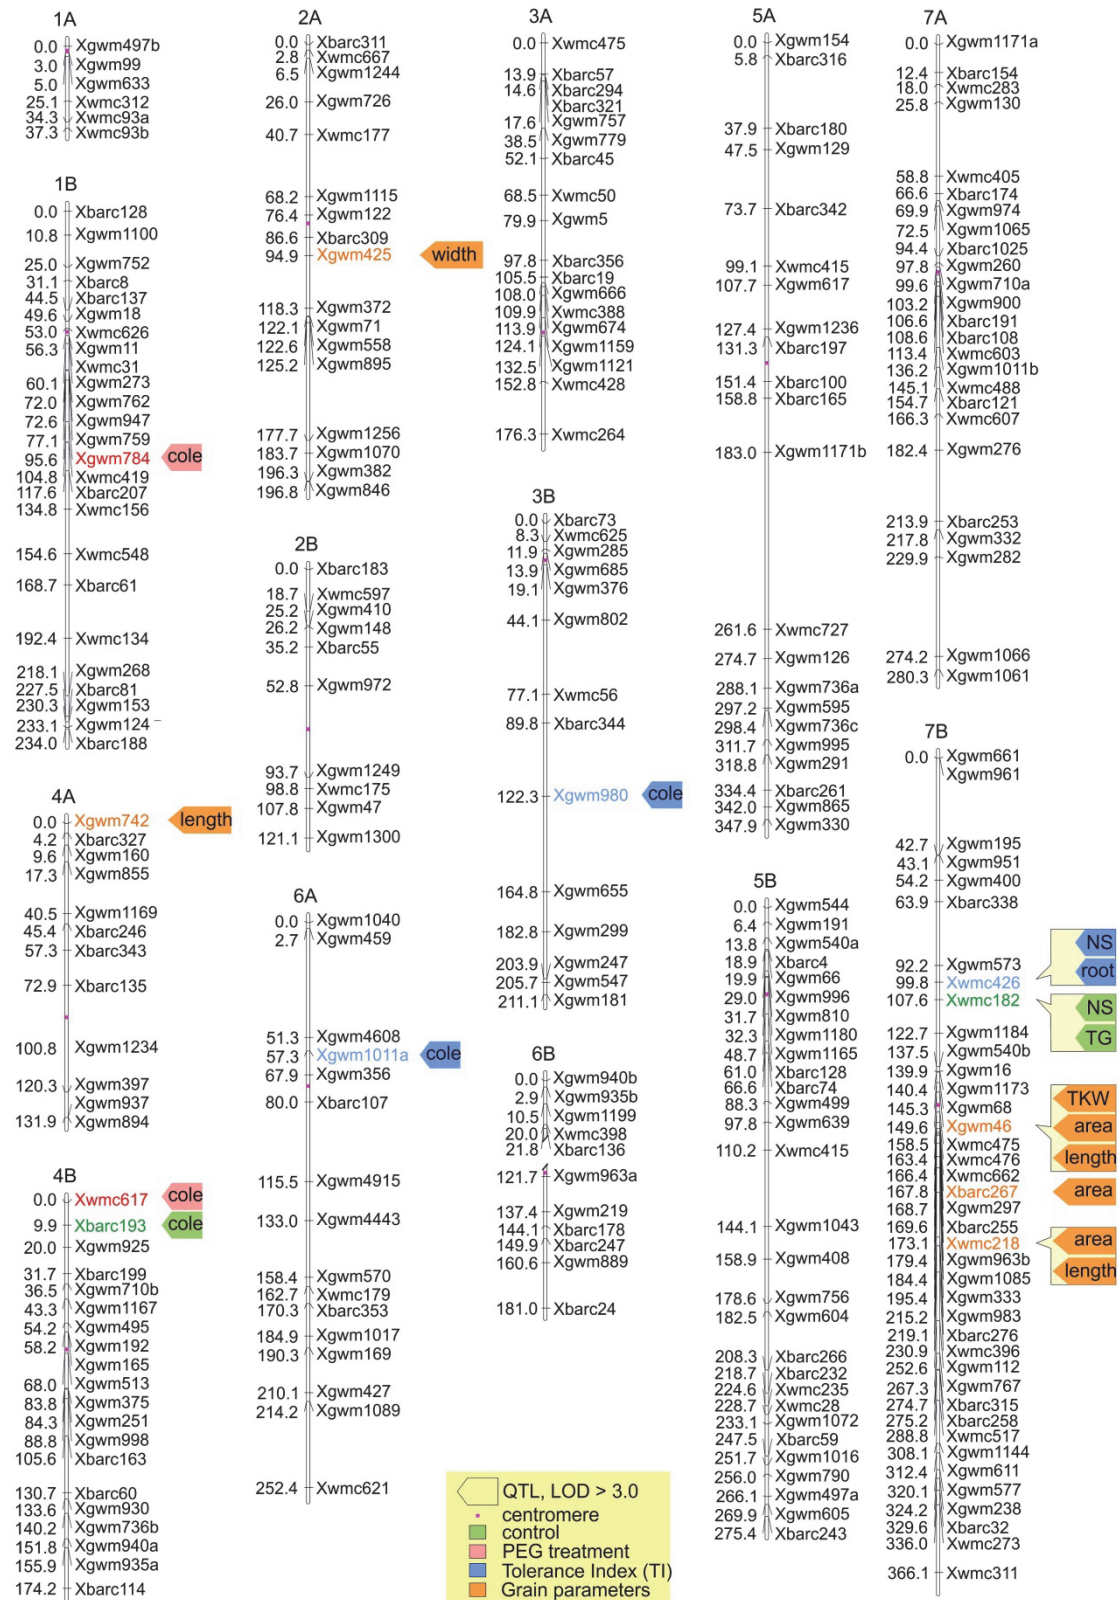 1A
0.0 Xgwm497b
3.0 Xgwm99
5.0 Xgwm633
25.1 Xwmc312
34.3 Xwmc93a
37.3 Xwmc93b
1B
0.0 Xbarc128
10.8 Xgwm1100
25.0 Xgwm752
31.1 Xbarc8
44.5 Xbarc137
49.6 Xgwm18
53.0 Xwmc626
56.3 Xgwm11
Xwmc31
60.1 Xgwm273
72.0 Xgwm762
72.6 Xgwm947
77.1 Xgwm759
95.6 Xgwm784 cole
104.8 Xwmc419
117.6 Xbarc207
134.8 Xwmc156
154.6 Xwmc548
168.7 Xbarc61
192.4 Xwmc134
218.1 Xgwm268
227.5 Xbarc81
230.3 Xgwm153
233.1 Xgwm124
234.0 Xbarc188
4A
0.0 Xgwm742 length
4.2 Xbarc327
9.6 Xgwm160
17.3 Xgwm855
40.5 Xgwm1169
45.4 Xbarc246
57.3 Xbarc343
72.9 Xbarc135
100.8 Xgwm1234
120.3 Xgwm397
Xgwm937
131.9 Xgwm894
4B
0.0 Xwmc617 cole
9.9 Xbarc193 cole
20.0 Xgwm925
31.7 Xbarc199
36.5 Xgwm710b
43.3 Xgwm1167
54.2 Xgwm495
58.2 Xgwm192
Xgwm165
68.0 Xgwm513
83.8 Xgwm375
84.3 Xgwm251
88.8 Xgwm998
105.6 Xbarc163
130.7 Xbarc60
133.6 Xgwm930
140.2 Xgwm736b
151.8 Xgwm940a
155.9 Xgwm935a
174.2 Xbarc114
2A
0.0 Xbarc311
2.8 Xwmc667
6.5 Xgwm1244
26.0 Xgwm726
40.7 Xwmc177
68.2 Xgwm1115
76.4 Xgwm122
86.6 Xbarc309
94.9 Xgwm425 width
118.3 Xgwm372
122.1 Xgwm71
122.6 Xgwm558
125.2 Xgwm895
177.7 Xgwm1256
183.7 Xgwm1070
196.3 Xgwm382
196.8 Xgwm846
2B
0.0 Xbarc183
18.7 Xwmc597
25.2 Xgwm410
26.2 Xgwm148
35.2 Xbarc55
52.8 Xgwm972
93.7 Xgwm1249
98.8 Xwmc175
107.8 Xgwm47
121.1 Xgwm1300
6A
0.0 Xgwm1040
2.7 Xgwm459
51.3 Xgwm4608
57.3 Xgwm1011a cole
67.9 Xgwm356
80.0 Xbarc107
115.5 Xgwm4915
133.0 Xgwm4443
158.4 Xgwm570
162.7 Xwmc179
170.3 Xbarc353
184.9 Xgwm1017
190.3 Xgwm169
210.1 Xgwm427
214.2 Xgwm1089
252.4 Xwmc621
3A
0.0 Xwmc475
13.9 Xbarc57
14.6 Xbarc294
Xbarc321
17.6 Xgwm757
38.5 Xgwm779
52.1 Xbarc45
68.5 Xwmc50
79.9 Xgwm5
97.8 Xbarc356
105.5 Xbarc19
108.0 Xgwm666
109.9 Xwmc388
113.9 Xgwm674
124.1 Xgwm1159
132.5 Xgwm1121
152.8 Xwmc428
176.3 Xwmc264
3B
0.0 Xbarc73
8.3 Xwmc625
11.9 Xgwm285
13.9 Xgwm685
19.1 Xgwm376
44.1 Xgwm802
77.1 Xwmc56
89.8 Xbarc344
122.3 Xgwm980 cole
164.8 Xgwm655
182.8 Xgwm299
203.9 Xgwm247
205.7 Xgwm547
211.1 Xgwm181
6B
0.0 Xgwm940b
2.9 Xgwm935b
10.5 Xgwm1199
20.0 Xwmc398
21.8 Xbarc136
121.7 Xgwm963a
137.4 Xgwm219
144.1 Xbarc178
149.9 Xbarc247
160.6 Xgwm889
181.0 Xbarc24
QTL, LOD > 3.0
centromere
control
PEG treatment
Tolerance Index (TI)
Grain parameters
5A
0.0 Xgwm154
5.8 Xbarc316
37.9 Xbarc180
47.5 Xgwm129
73.7 Xbarc342
99.1 Xwmc415
107.7 Xgwm617
127.4 Xgwm1236
131.3 Xbarc197
151.4 Xbarc100
158.8 Xbarc165
183.0 Xgwm1171b
261.6 Xwmc727
274.7 Xgwm126
288.1 Xgwm736a
297.2 Xgwm595
298.4 Xgwm736c
311.7 Xgwm995
318.8 Xgwm291
334.4 Xbarc261
342.0 Xgwm865
347.9 Xgwm330
5B
0.0 Xgwm544
6.4 Xgwm191
13.8 Xgwm540a
18.9 Xbarc4
19.9 Xgwm66
29.0 Xgwm996
31.7 Xgwm810
32.3 Xgwm1180
48.7 Xgwm1165
61.0 Xbarc128
66.6 Xbarc74
88.3 Xgwm499
97.8 Xgwm639
110.2 Xwmc415
144.1 Xgwm1043
158.9 Xgwm408
178.6 Xgwm756
182.5 Xgwm604
208.3 Xbarc266
218.7 Xbarc232
224.6 Xwmc235
228.7 Xwmc28
233.1 Xgwm1072
247.5 Xbarc59
251.7 Xgwm1016
256.0 Xgwm790
266.1 Xgwm497a
269.9 Xgwm605
275.4 Xbarc243
7A
0.0 Xgwm1171a
12.4 Xbarc154
18.0 Xwmc283
25.8 Xgwm130
58.8 Xwmc405
66.6 Xbarc174
69.9 Xgwm974
72.5 Xgwm1065
94.4 Xbarc1025
97.8 Xgwm260
99.6 Xgwm710a
103.2 Xgwm900
106.6 Xbarc191
108.6 Xbarc108
113.4 Xwmc603
136.2 Xgwm1011b
145.1 Xwmc488
154.7 Xbarc121
166.3 Xwmc607
182.4 Xgwm276
213.9 Xbarc253
217.8 Xgwm332
229.9 Xgwm282
274.2 Xgwm1066
280.3 Xgwm1061
7B
0.0 Xgwm661
Xgwm961
42.7 Xgwm195
43.1 Xgwm951
54.2 Xgwm400
63.9 Xbarc338
NS
92.2 Xgwm573
root
99.8 Xwmc426
107.6 Xwmc182
NS
TG
122.7 Xgwm1184
137.5 Xgwm540b
139.9 Xgwm16
140.4 Xgwm1173
TKW
145.3 Xgwm68
149.6 Xgwm46 area
158.5 Xwmc475
163.4 Xwmc476
length
166.4 Xwmc662
167.8 Xbarc267 area
168.7 Xgwm297
169.6 Xbarc255
173.1 Xwmc218 area
179.4 Xgwm963b
length
184.4 Xgwm1085
195.4 Xgwm333
215.2 Xgwm983
219.1 Xbarc276
230.9 Xwmc396
252.6 Xgwm112
267.3 Xgwm767
274.7 Xbarc315
275.2 Xbarc258
288.8 Xwmc517
308.1 Xgwm1144
312.4 Xgwm611
320.1 Xgwm577
324.2 Xgwm238
329.6 Xbarc32
336.0 Xwmc273
366.1 Xwmc311